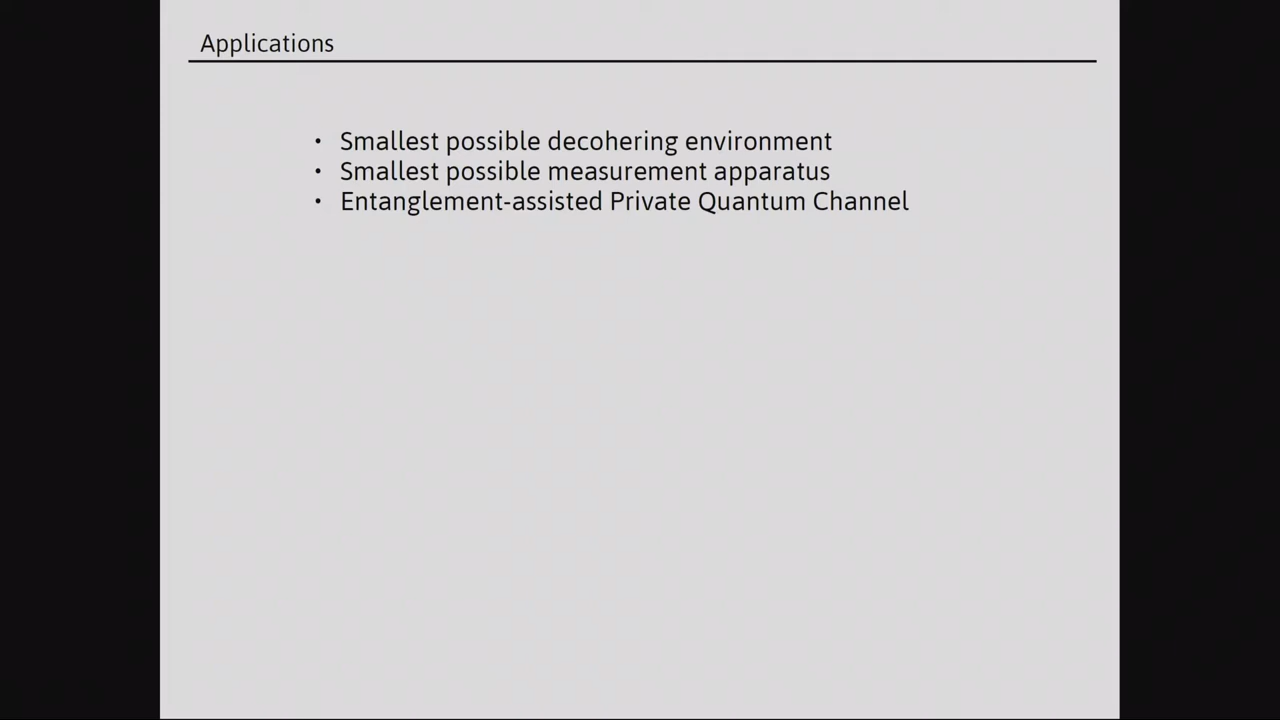 Applications
• Smallest possible decohering environment
• Smallest possible measurement apparatus
• Entanglement-assisted Private Quantum Channel